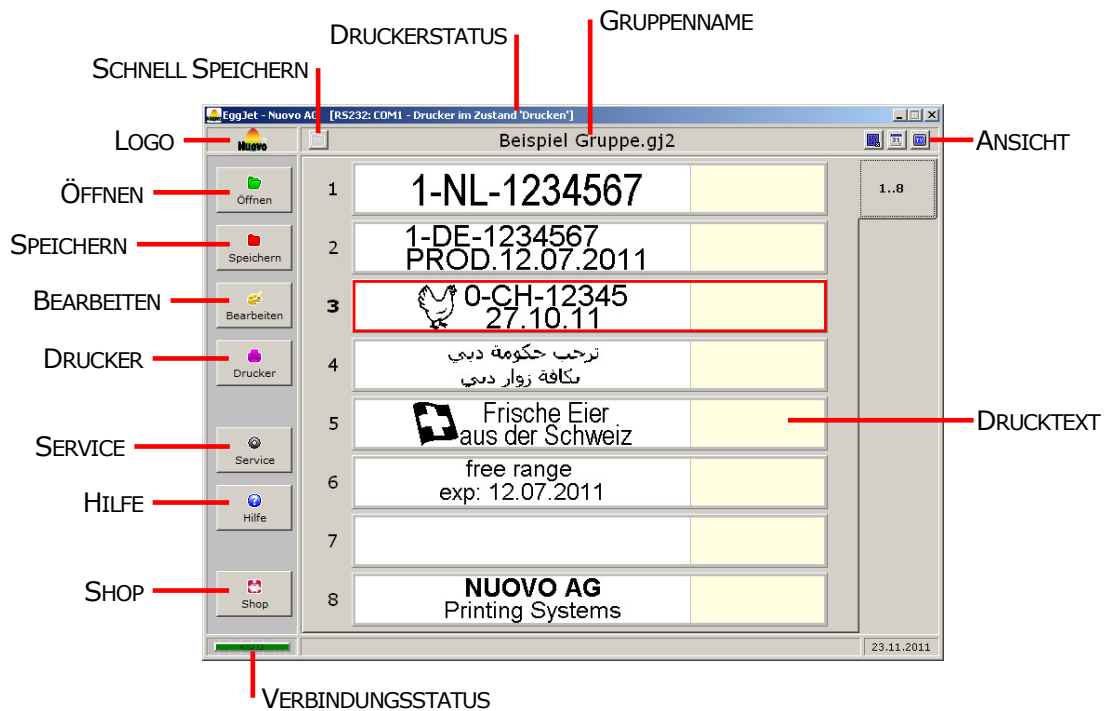 GRUPPENNAME
DRUCKERSTATUS
SCHNELL SPEICHERN
EggJet - Nuovo AG [RS232: COM1 - Drucker im Zustand 'Drucken']
LOGO
Nuovo
Beispiel Gruppe.gj2
ANSICHT
ÖFFNEN
Öffnen
1
1-NL-1234567
1..8
SPEICHERN
Speichern
2
1-DE-1234567
PROD.12.07.2011
BEARBEITEN
Bearbeiten
3
0-CH-12345
27.10.11
DRUCKER
Drucker
4
ترحب حكومة دبي
بكافة زوار دبي
5
Frische Eier
aus der Schweiz
DRUCKTEXT
SERVICE
Service
6
free range
exp: 12.07.2011
HILFE
Hilfe
7
SHOP
Shop
8
NUOVO AG
Printing Systems
RS232
23.11.2011
VERBINDUNGSSTATUS